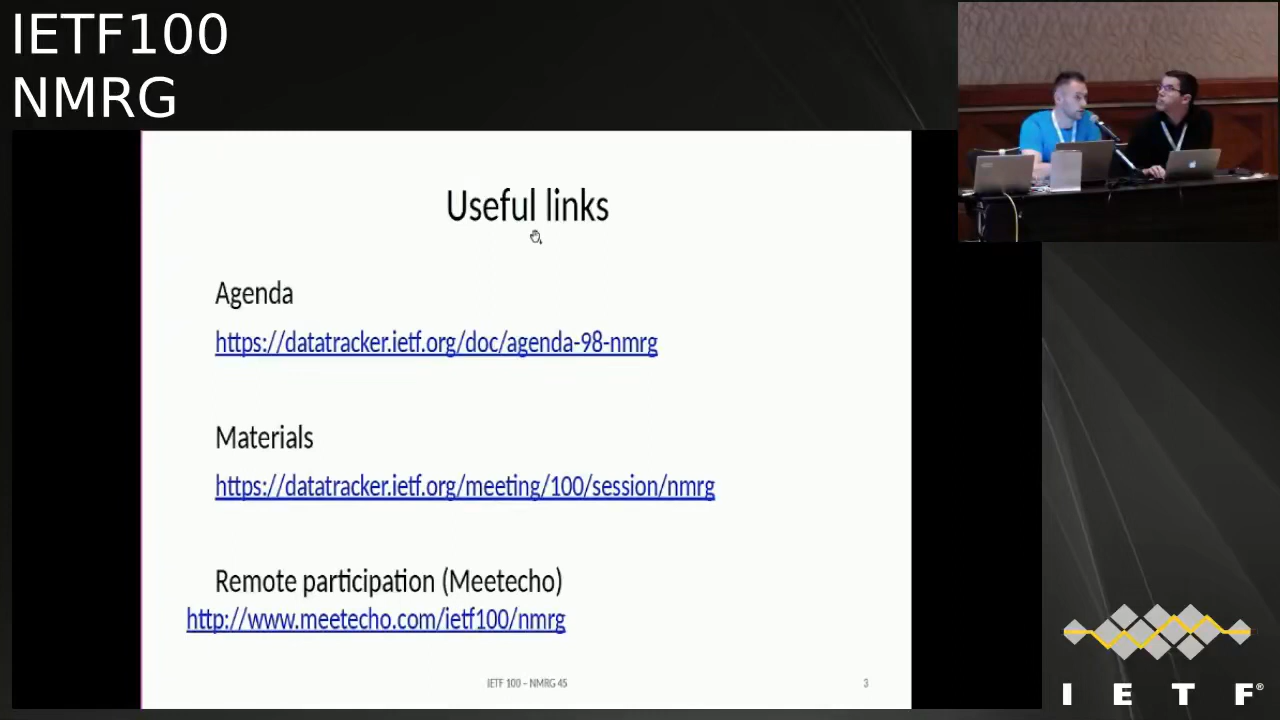 IETF100
NMRG
Useful links
Agenda
https://datatracker.ietf.org/doc/agenda-98-nmrg
Materials
https://datatracker.ietf.org/meeting/100/session/nmrg
Remote participation (Meetecho)
http://www.meetecho.com/ietf100/nmrg
IETF 100 – NMRG 45
3
I E T F®